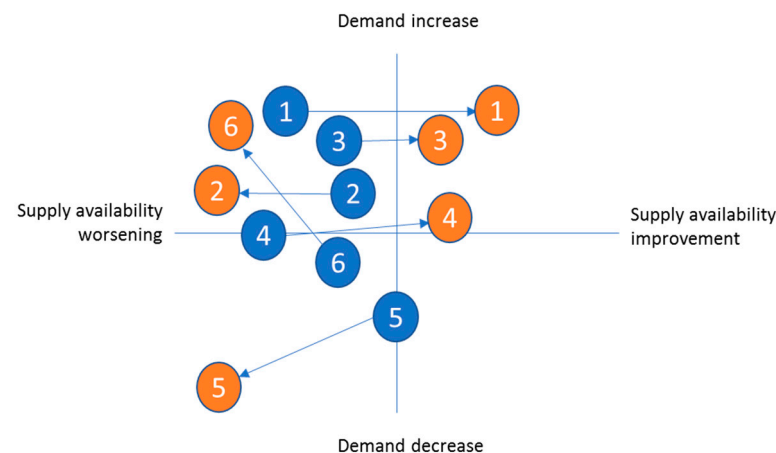 Demand increase
1
1
6
3
3
2
2
Supply availability
worsening
4
4
Supply availability
improvement
6
5
5
Demand decrease